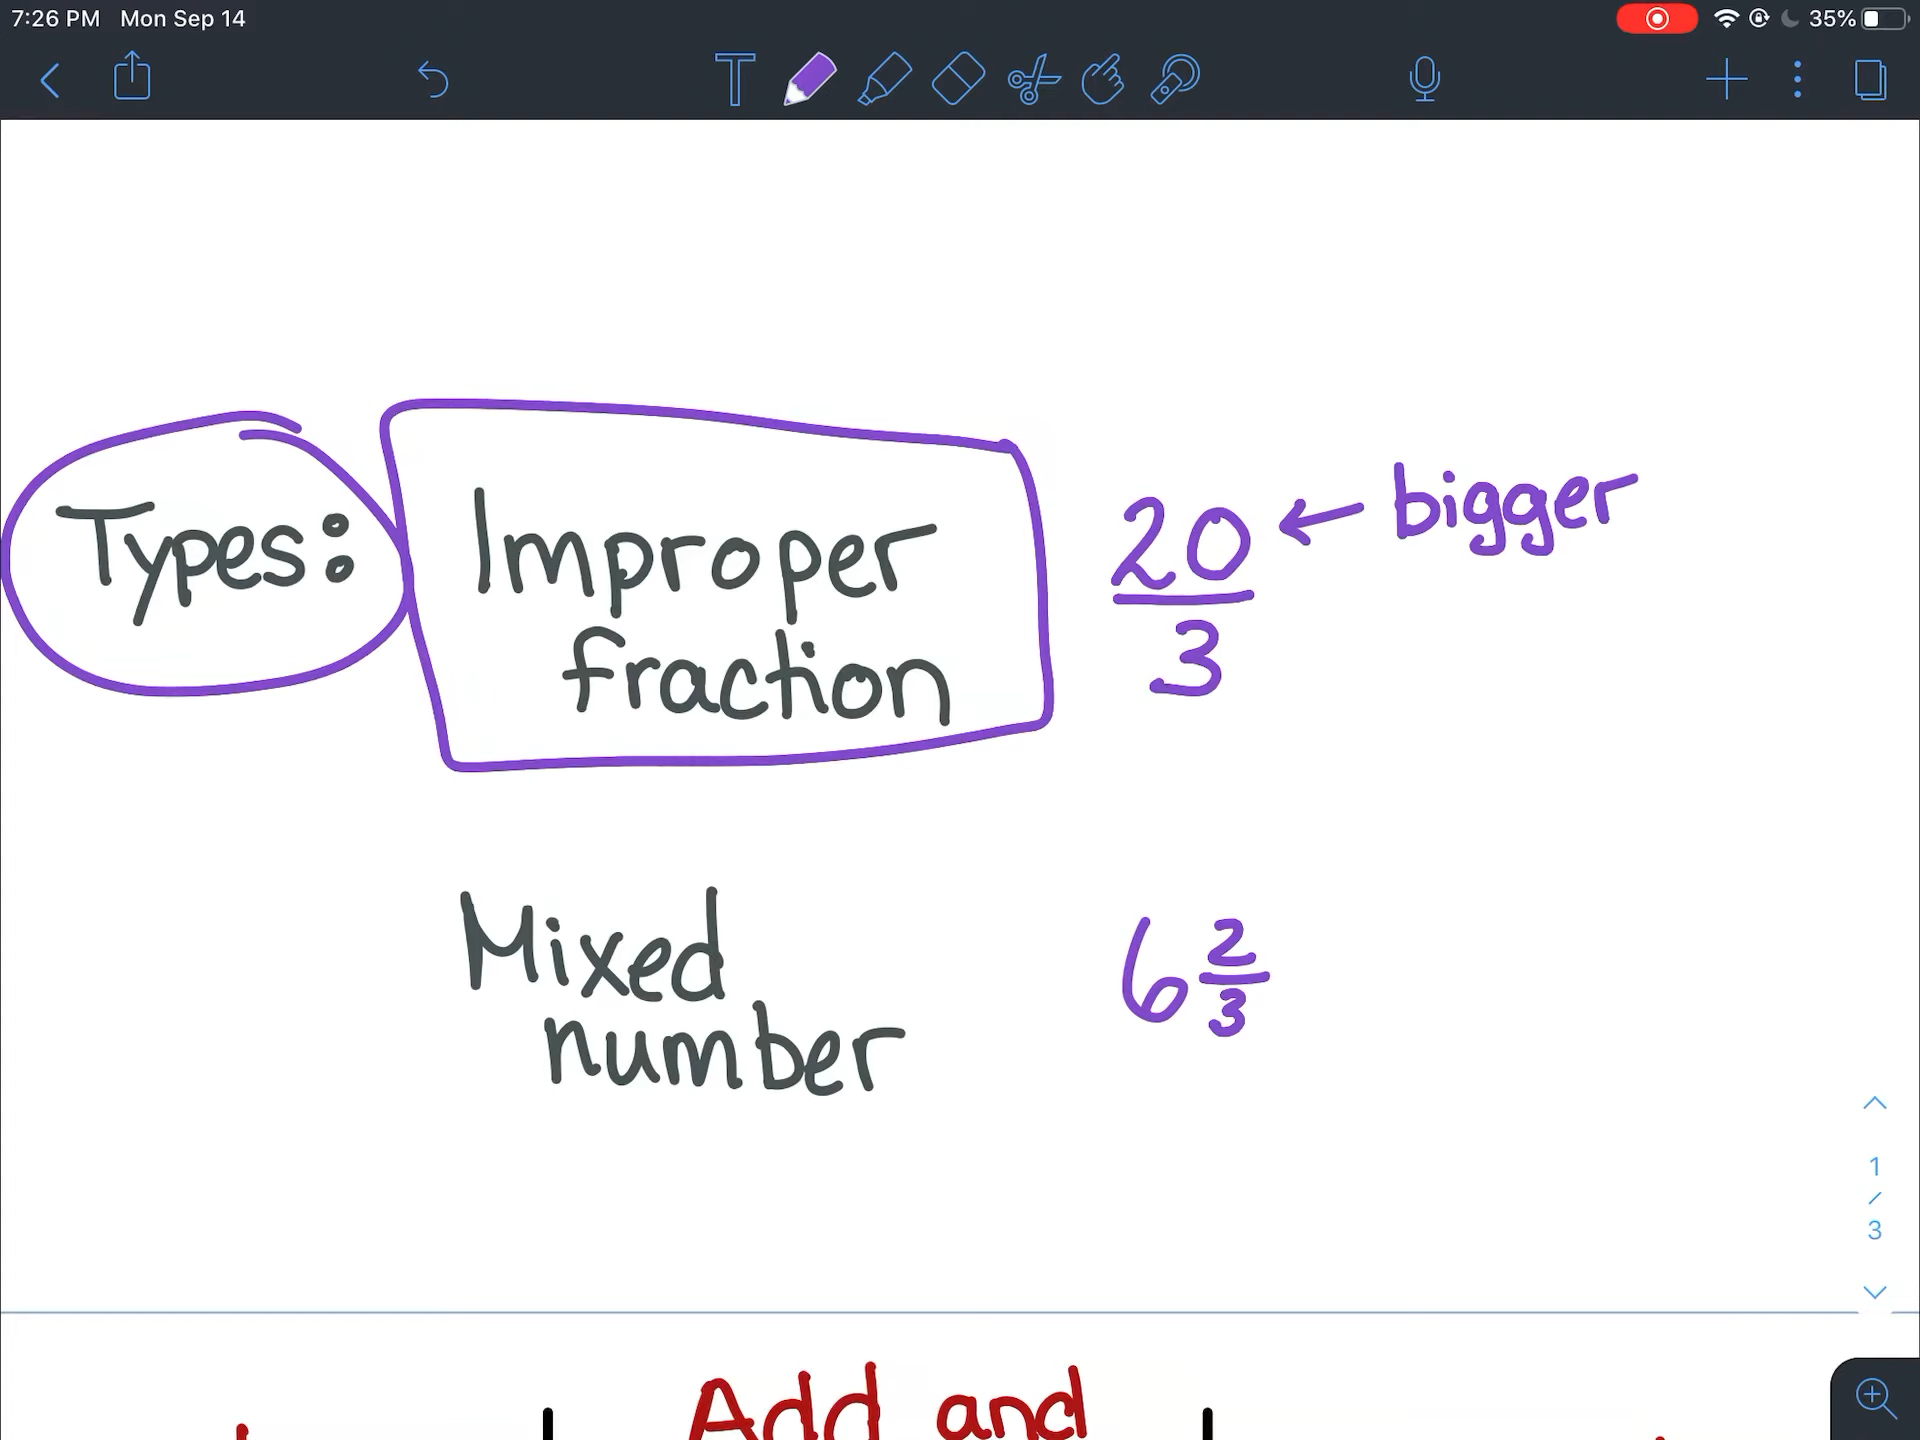 7:26 PM Mon Sep 14
35%
Types:
Improper
fraction
20 ← bigger
3
Mixed
number
6 2/3
1
/
3
Add and